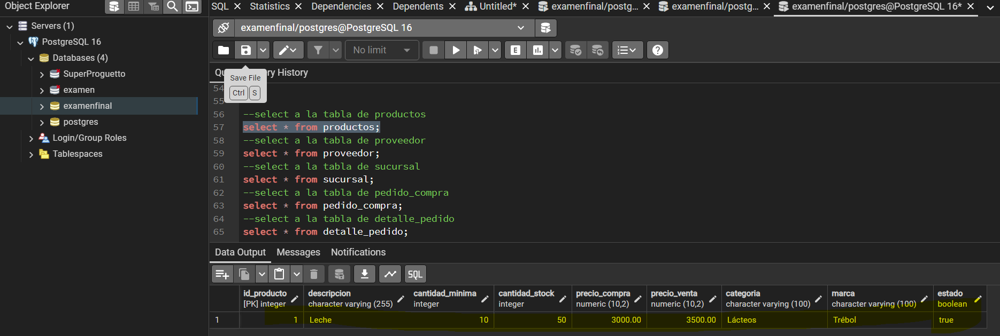 Object Explorer
Servers (1)
PostgreSQL 16
Databases (4)
SuperProguetto
examen
examenfinal
postgres
Login/Group Roles
Tablespaces
SQL Statistics Dependencies Dependents Untitled* examenfinal/postg... examenfinal/postg... examenfinal/postgres@PostgreSQL 16*
examenfinal/postgres@PostgreSQL 16
No limit E
Save File
Ctrl S
History
54
55
56 --select a la tabla de productos
57 select * from productos;
58 --select a la tabla de proveedor
59 select * from proveedor;
60 --select a la tabla de sucursal
61 select * from sucursal;
62 --select a la tabla de pedido_compra
63 select * from pedido_compra;
64 --select a la tabla de detalle_pedido
65 select * from detalle_pedido;
Data Output Messages Notifications
SQL
id_producto descripcion cantidad_minima cantidad_stock precio_compra precio_venta categoria marca estado
[PK] integer character varying (255) integer integer numeric (10,2) numeric (10,2) character varying (100) character varying (100) boolean
1 1 Leche 10 50 3000.00 3500.00 Lácteos Trébol true